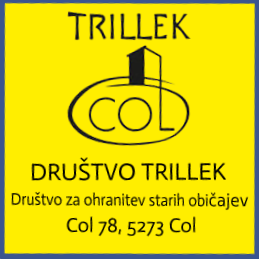 TRILLEK
COL
DRUŠTVO TRILLEK
Društvo za ohranitev starih običajev
Col 78, 5273 Col